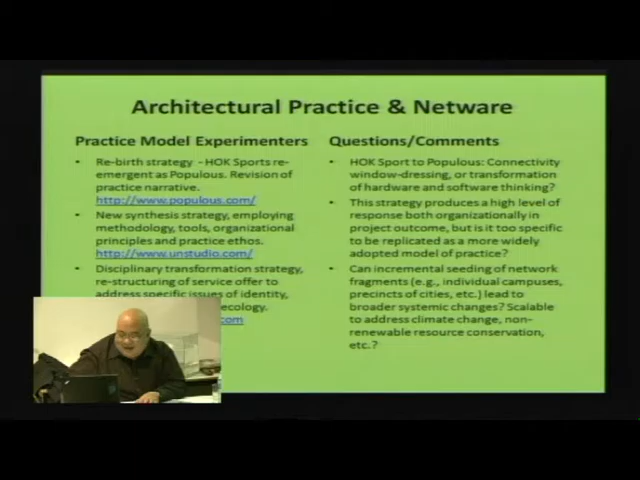 Architectural Practice & Netware
Practice Model Experimenters
• Re-birth strategy - HOK Sports re-
emergent as Populous. Revision of
practice narrative.
http://www.populous.com/
• New synthesis strategy, employing
methodology, tools, organizational
principles and practice ethos.
http://www.unstudio.com/
• Disciplinary transformation strategy,
re-structuring of service offer to
address specific issues of identity,
ecology.
com
Questions/Comments
• HOK Sport to Populous: Connectivity
window-dressing, or transformation
of hardware and software thinking?
• This strategy produces a high level of
response both organizationally in
project outcome, but is it too specific
to be replicated as a more widely
adopted model of practice?
• Can incremental seeding of network
fragments (e.g., individual campuses,
precincts of cities, etc.) lead to
broader systemic changes? Scalable
to address climate change, non-
renewable resource conservation,
etc.?